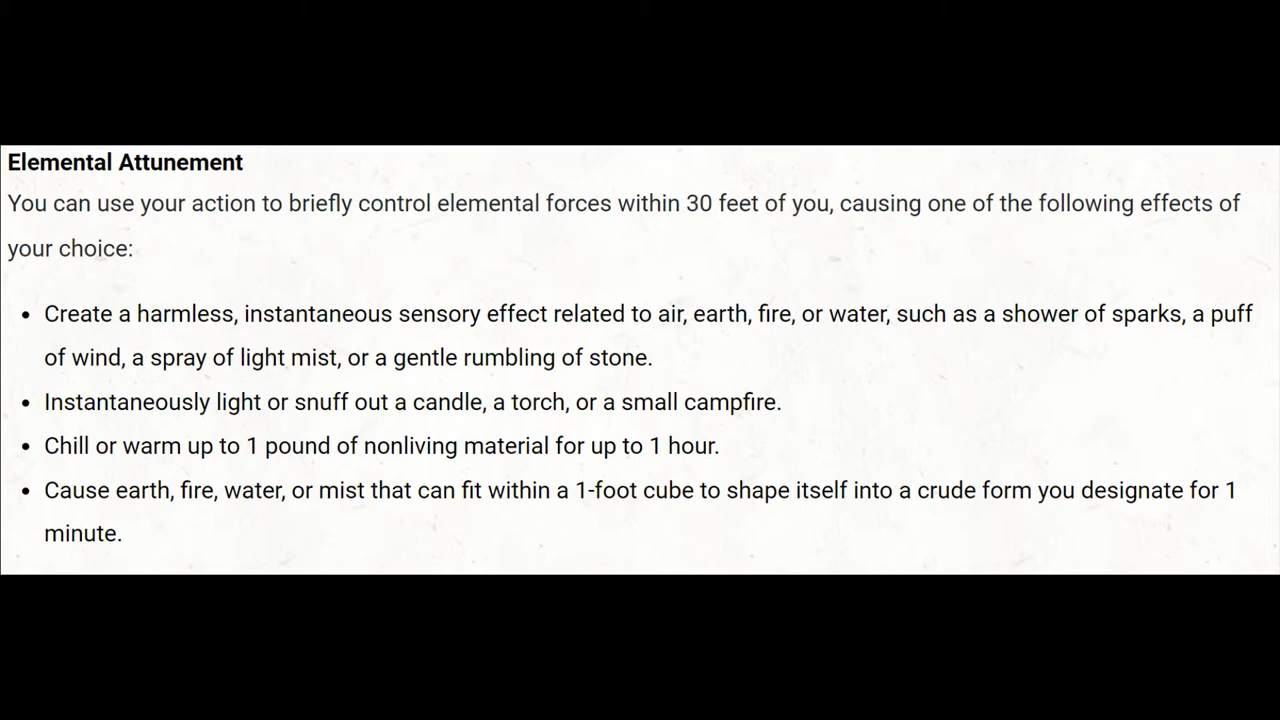 Elemental Attunement
You can use your action to briefly control elemental forces within 30 feet of you, causing one of the following effects of
your choice:
• Create a harmless, instantaneous sensory effect related to air, earth, fire, or water, such as a shower of sparks, a puff
of wind, a spray of light mist, or a gentle rumbling of stone.
• Instantaneously light or snuff out a candle, a torch, or a small campfire.
• Chill or warm up to 1 pound of nonliving material for up to 1 hour.
• Cause earth, fire, water, or mist that can fit within a 1-foot cube to shape itself into a crude form you designate for 1
minute.